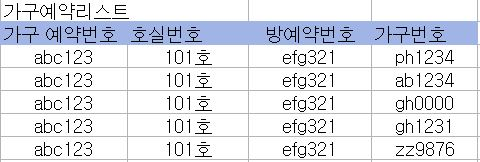 가구예약리스트
가구 예약번호 호실번호 방예약번호 가구번호
abc123 101호 efg321 ph1234
abc123 101호 efg321 ab1234
abc123 101호 efg321 gh0000
abc123 101호 efg321 gh1231
abc123 101호 efg321 zz9876